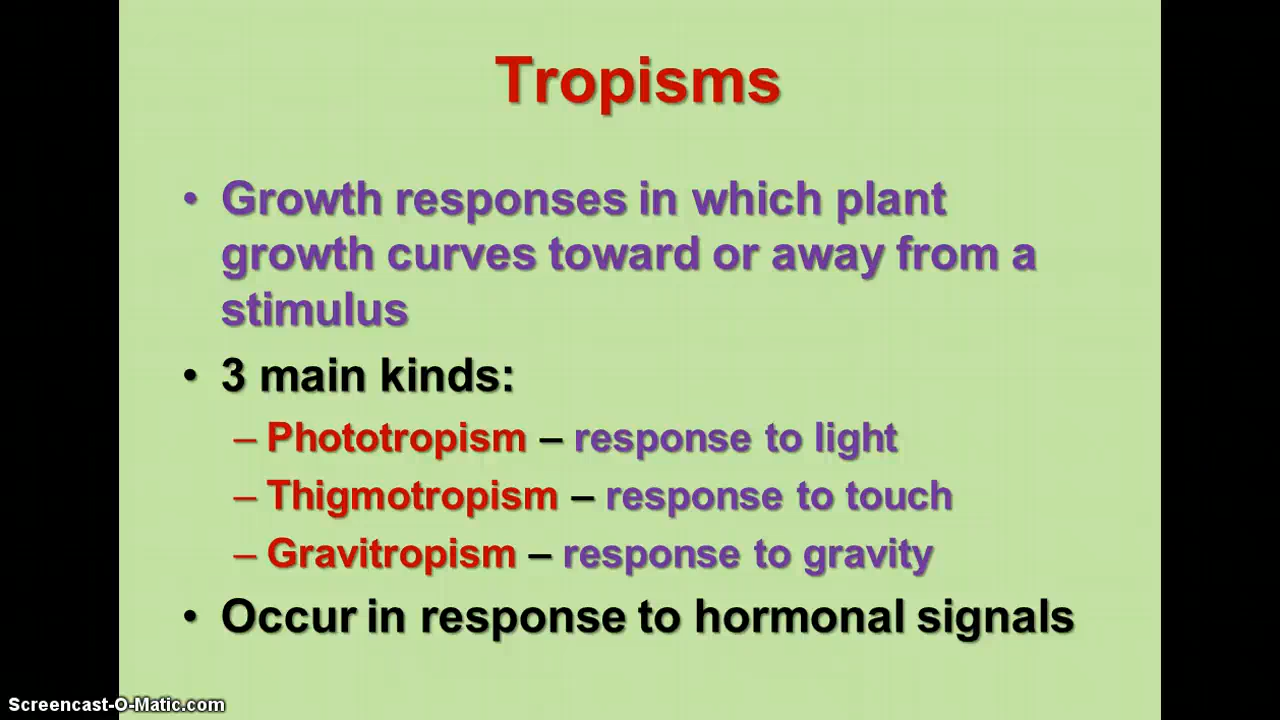 Tropisms
• Growth responses in which plant
growth curves toward or away from a
stimulus
• 3 main kinds:
– Phototropism – response to light
– Thigmotropism – response to touch
– Gravitropism – response to gravity
• Occur in response to hormonal signals
Screencast-O-Matic.com